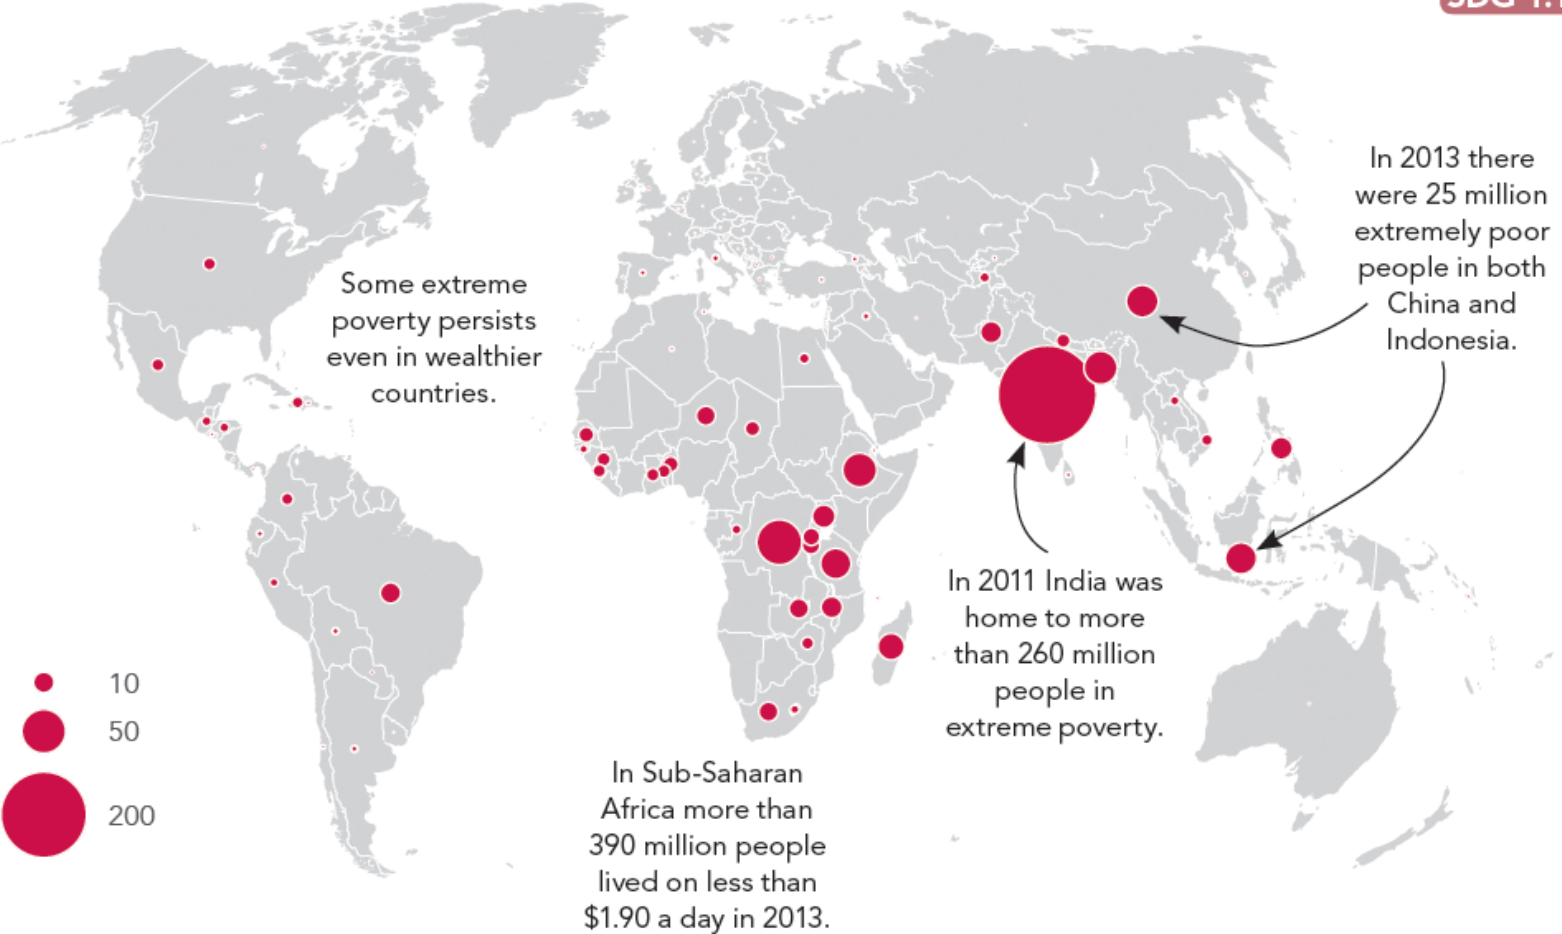 In 2013 there
were 25 million
extremely poor
people in both
China and
Indonesia.
Some extreme
poverty persists
even in wealthier
countries.
In 2011 India was
home to more
than 260 million
people in
extreme poverty.
10
50
200
In Sub-Saharan
Africa more than
390 million people
lived on less than
$1.90 a day in 2013.